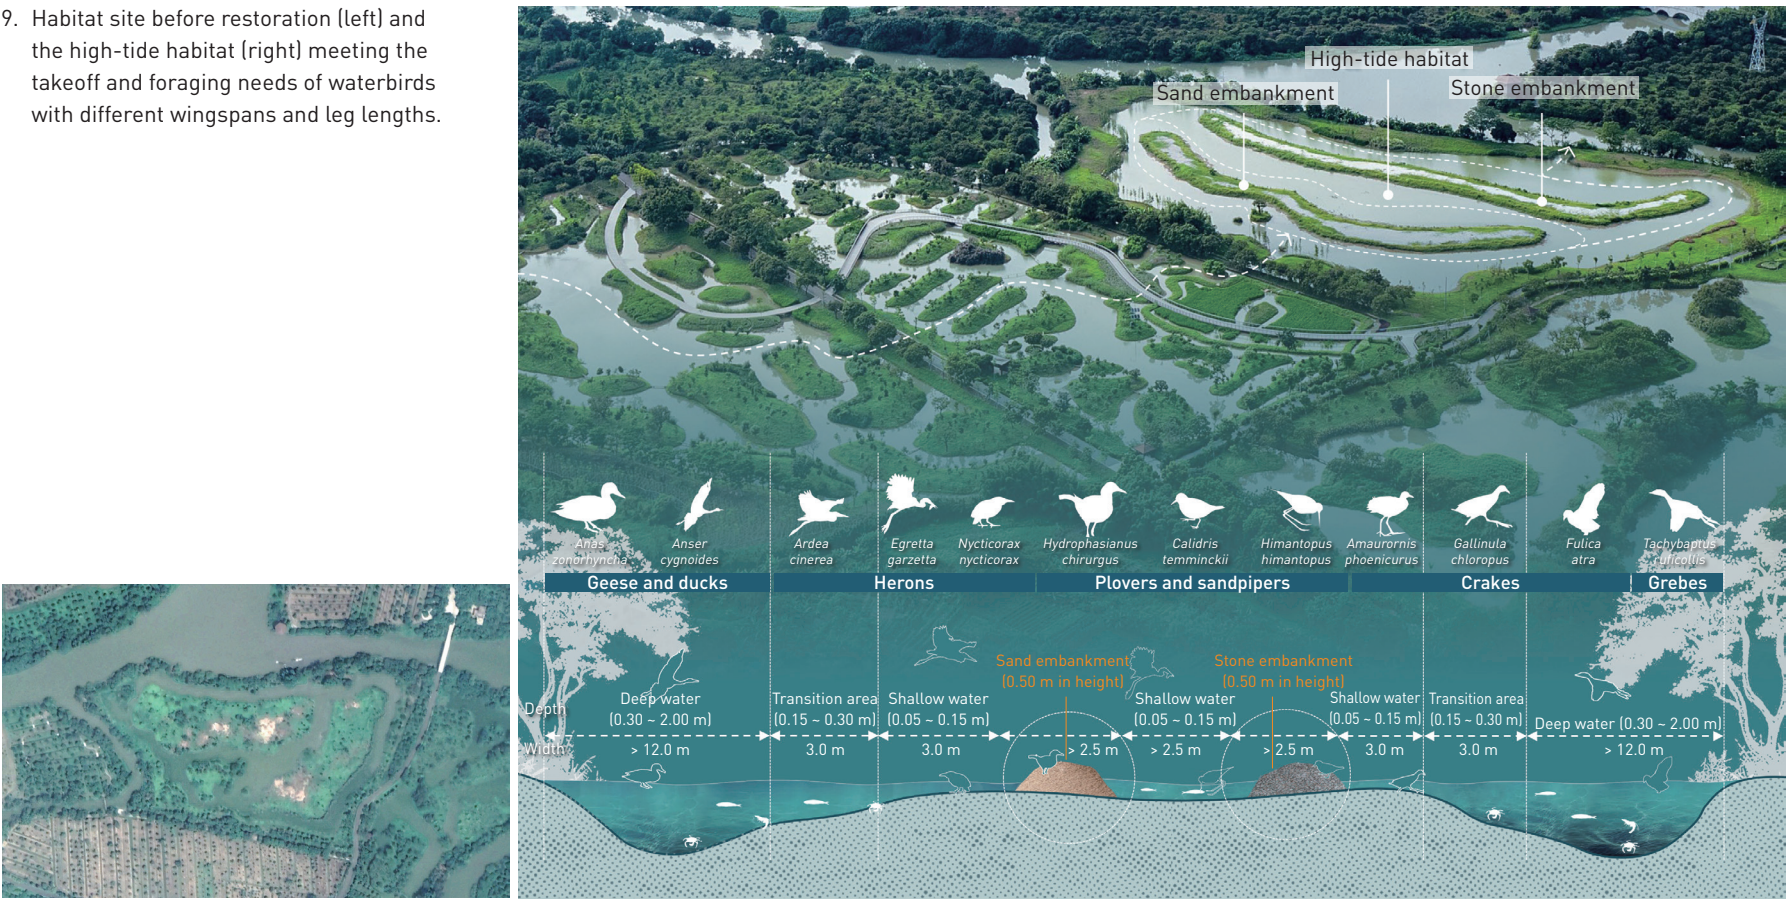 9. Habitat site before restoration (left) and
the high-tide habitat (right) meeting the
takeoff and foraging needs of waterbirds
with different wingspans and leg lengths.
High-tide habitat
Sand embankment
Stone embankment
Anas
zonorhyncha
Anser
cygnoides
Ardea
cinerea
Egretta
garzetta
Nycticorax
nycticorax
Hydrophasianus
chirurgus
Calidris
temminckii
Himantopus
himantopus
Amaurornis
phoenicurus
Gallinula
chloropus
Fulica
atra
Tachybaptus
ruficollis
Geese and ducks
Herons
Plovers and sandpipers
Crakes
Grebes
Sand embankment
(0.50 m in height)
Stone embankment
(0.50 m in height)
Depth
Deep water
(0.30 ~ 2.00 m)
Transition area
(0.15 ~ 0.30 m)
Shallow water
(0.05 ~ 0.15 m)
Shallow water
(0.05 ~ 0.15 m)
Shallow water
(0.05 ~ 0.15 m)
Transition area
(0.15 ~ 0.30 m)
Deep water (0.30 ~ 2.00 m)
Width
> 12.0 m
3.0 m
3.0 m
> 2.5 m
> 2.5 m
> 2.5 m
3.0 m
3.0 m
> 12.0 m